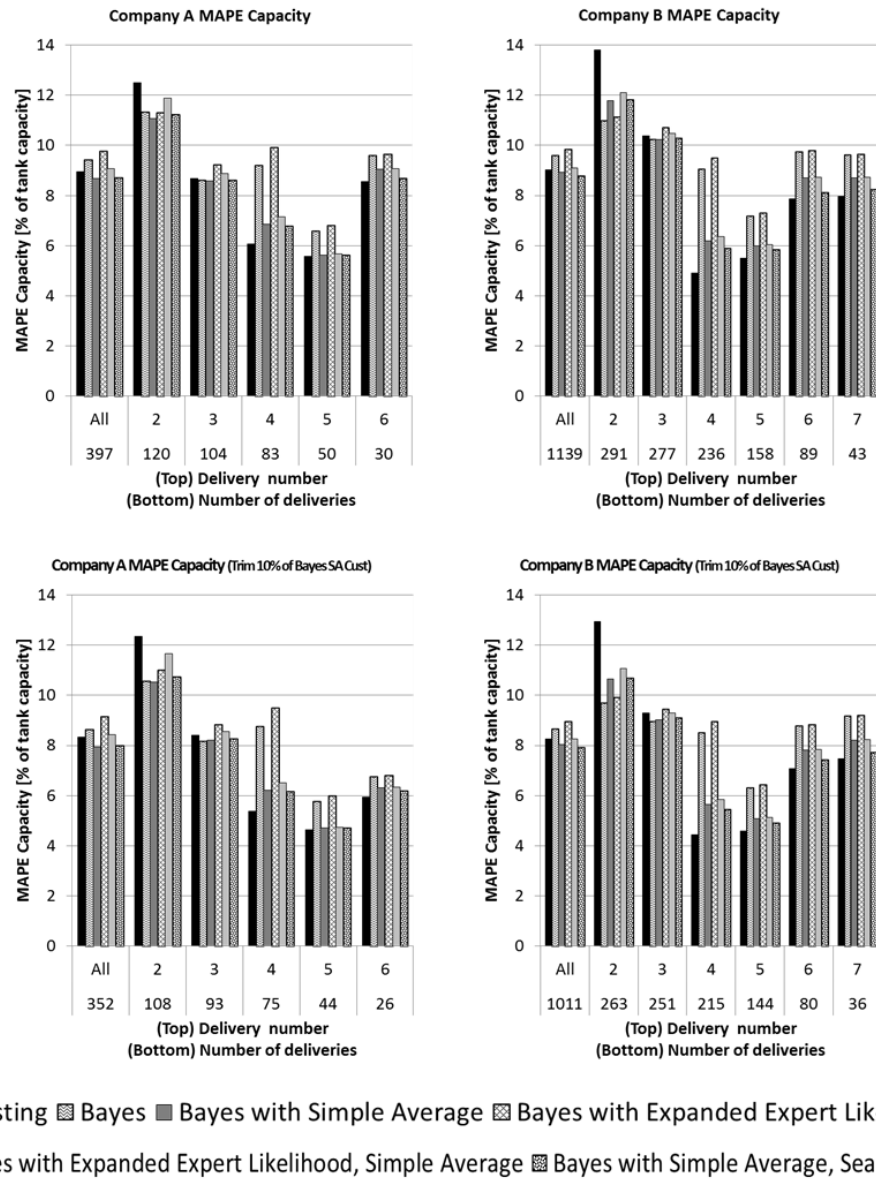 Company A MAPE Capacity
MAPE Capacity [% of tank capacity]
14
12
10
8
6
4
2
0
All 2 3 4 5 6
397 120 104 83 50 30
(Top) Delivery number
(Bottom) Number of deliveries
Company B MAPE Capacity
MAPE Capacity [% of tank capacity]
14
12
10
8
6
4
2
0
All 2 3 4 5 6 7
1139 291 277 236 158 89 43
(Top) Delivery number
(Bottom) Number of deliveries
Company A MAPE Capacity (Trim 10% of Bayes SA Cust)
MAPE Capacity [% of tank capacity]
14
12
10
8
6
4
2
0
All 2 3 4 5 6
352 108 93 75 44 26
(Top) Delivery number
(Bottom) Number of deliveries
Company B MAPE Capacity (Trim 10% of Bayes SA Cust)
MAPE Capacity [% of tank capacity]
14
12
10
8
6
4
2
0
All 2 3 4 5 6 7
1011 263 251 215 144 80 36
(Top) Delivery number
(Bottom) Number of deliveries
sting Bayes Bayes with Simple Average Bayes with Expanded Expert Lik
es with Expanded Expert Likelihood, Simple Average Bayes with Simple Average, Sea